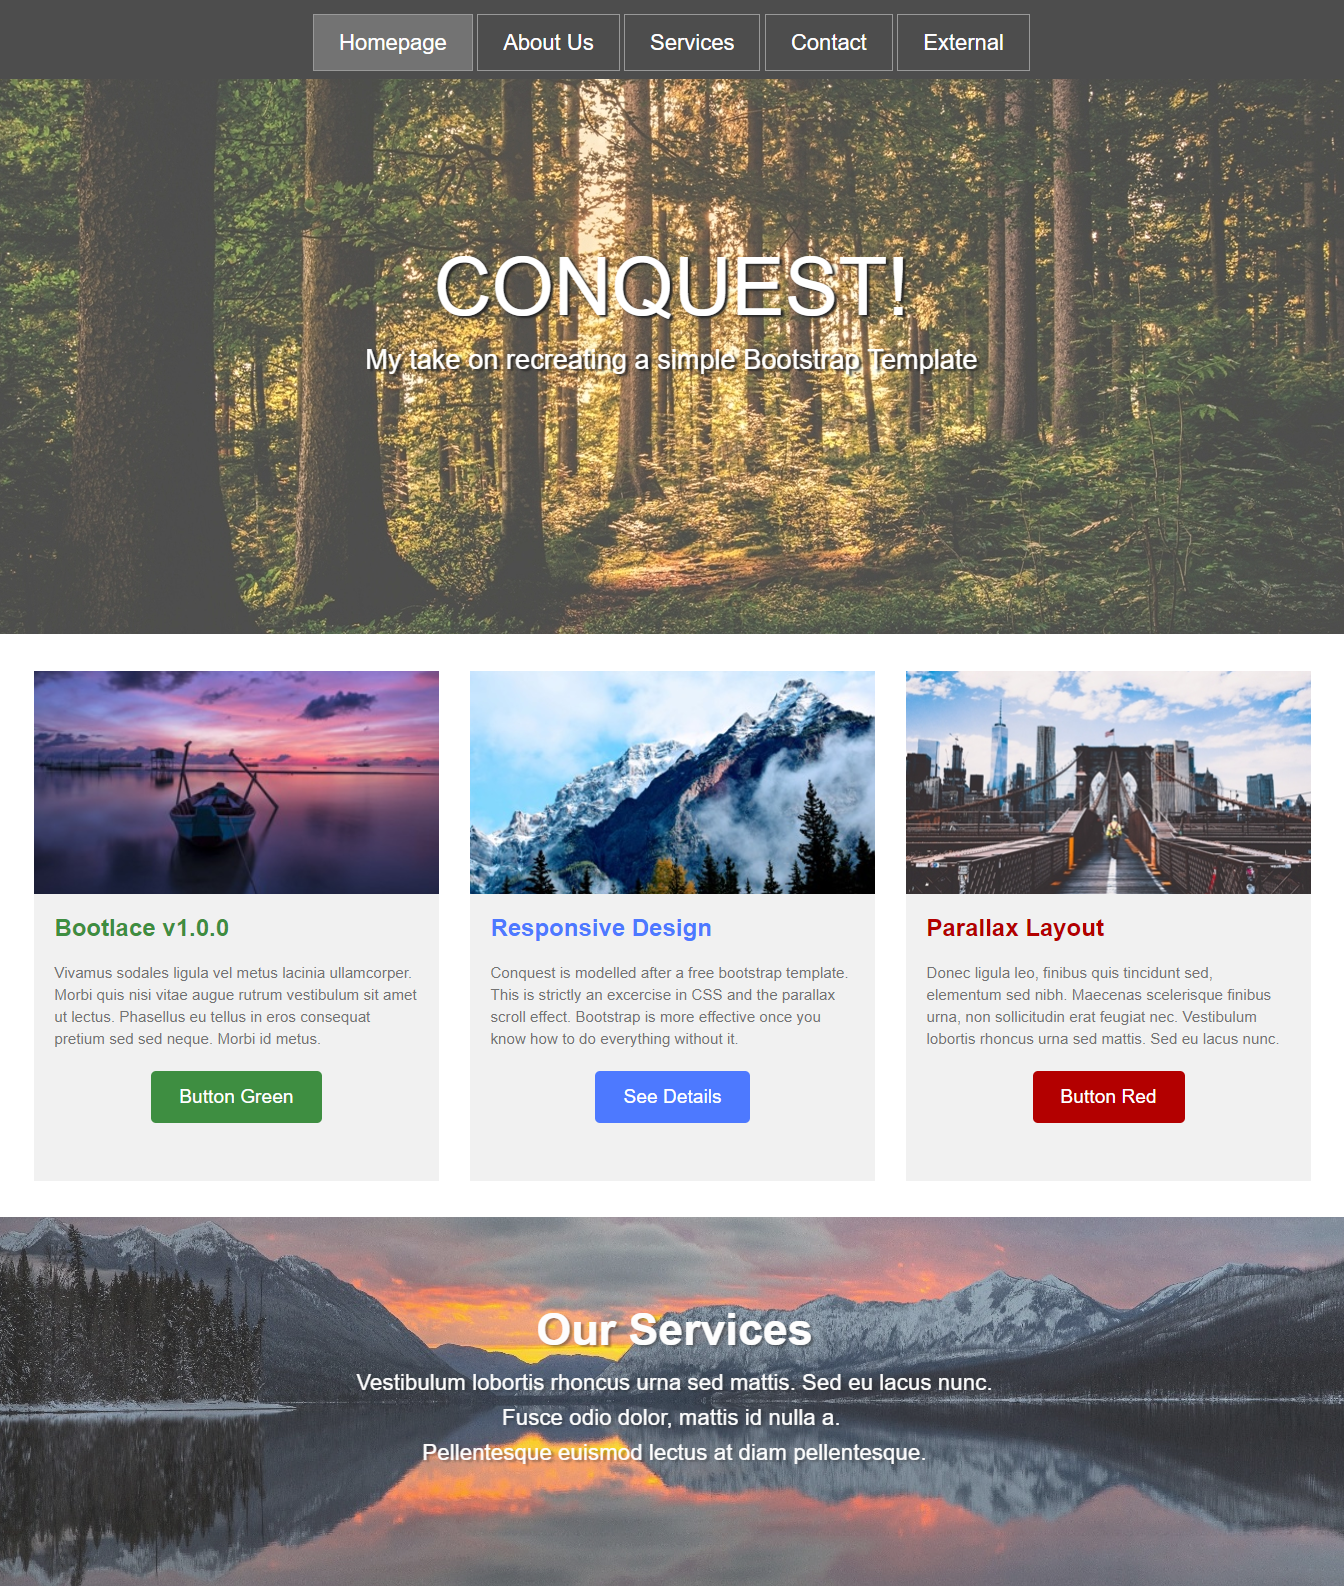 Homepage About Us Services Contact External
CONQUEST!
My take on recreating a simple Bootstrap Template
Bootlace v1.0.0
Vivamus sodales ligula vel metus lacinia ullamcorper.
Morbi quis nisi vitae augue rutrum vestibulum sit amet
ut lectus. Phasellus eu tellus in eros consequat
pretium sed sed neque. Morbi id metus.
Button Green
Responsive Design
Conquest is modelled after a free bootstrap template.
This is strictly an excercise in CSS and the parallax
scroll effect. Bootstrap is more effective once you
know how to do everything without it.
See Details
Parallax Layout
Donec ligula leo, finibus quis tincidunt sed,
elementum sed nibh. Maecenas scelerisque finibus
urna, non sollicitudin erat feugiat nec. Vestibulum
lobortis rhoncus urna sed mattis. Sed eu lacus nunc.
Button Red
Our Services
Vestibulum lobortis rhoncus urna sed mattis. Sed eu lacus nunc.
Fusce odio dolor, mattis id nulla a.
Pellentesque euismod lectus at diam pellentesque.